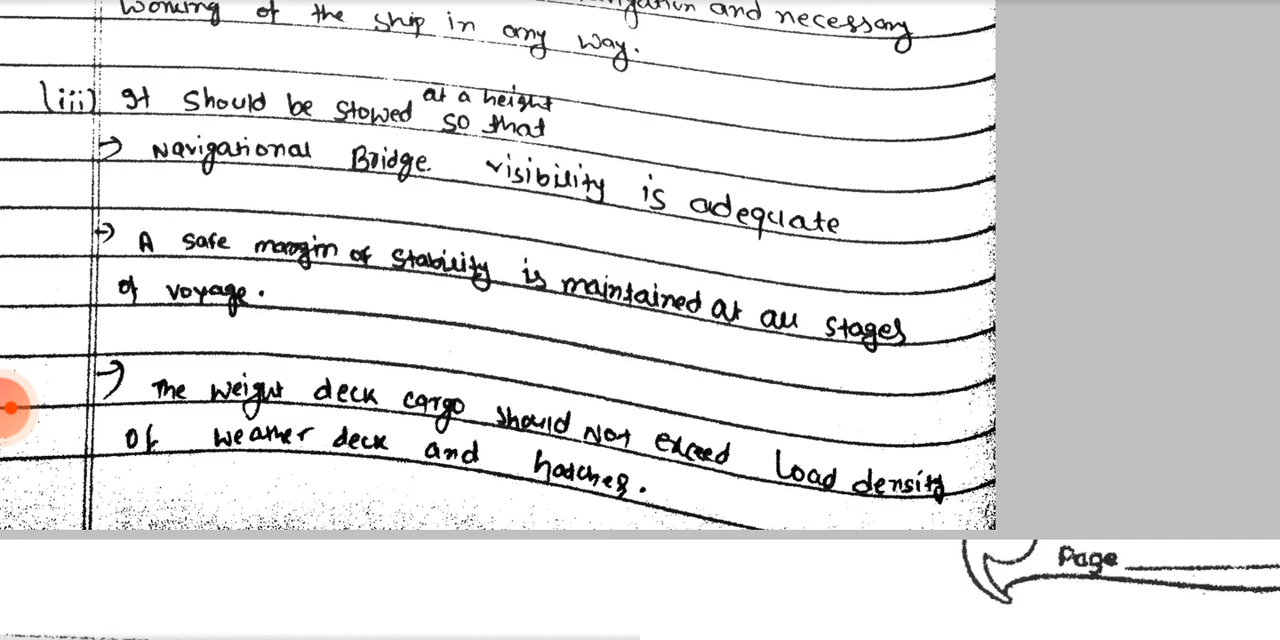 and necessary
working of the ship in any way.
(iii) It should be stowed at a height so that
→ Navigational Bridge visibility is adequate
→ A safe margin of stability is maintained at all stages
of voyage.
→ The weight deck cargo should Not exceed Load density
Of weather deck and hatches.
Page